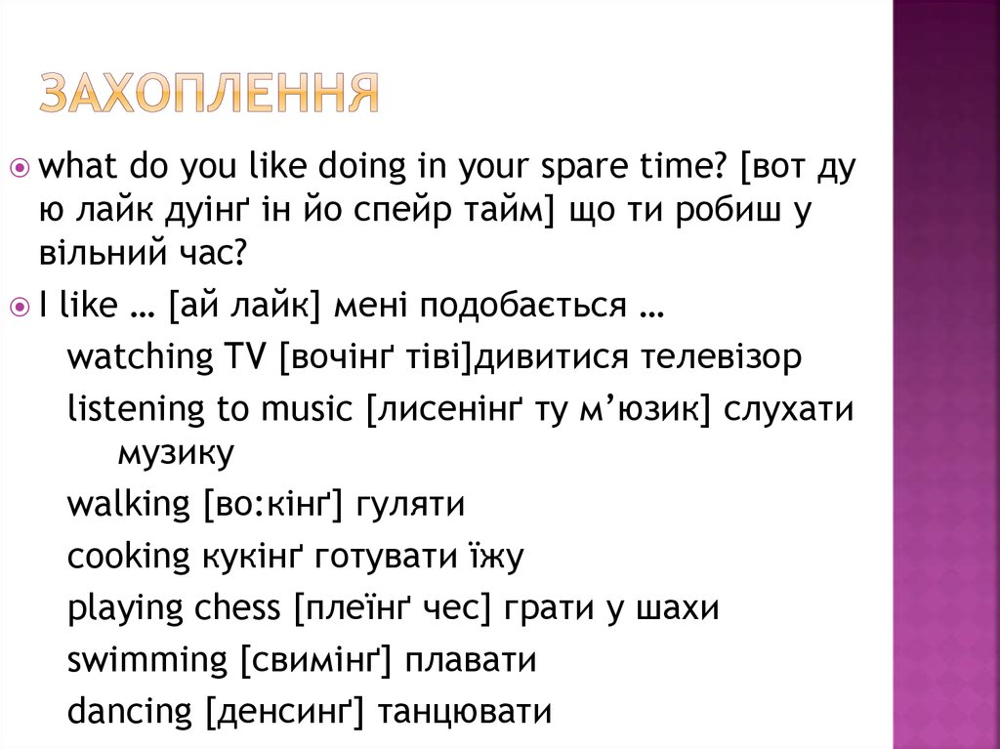 ЗАХОПЛЕННЯ
what do you like doing in your spare time? [вот ду
ю лайк дуінґ ін йо спейр тайм] що ти робиш у
вільний час?
I like … [ай лайк] мені подобається …
watching TV [вочінґ тіві]дивитися телевізор
listening to music [лисенінґ ту м’юзик] слухати
музику
walking [во:кінґ] гуляти
cooking кукінґ готувати їжу
playing chess [плеїнґ чес] грати у шахи
swimming [свимінґ] плавати
dancing [денсинґ] танцювати